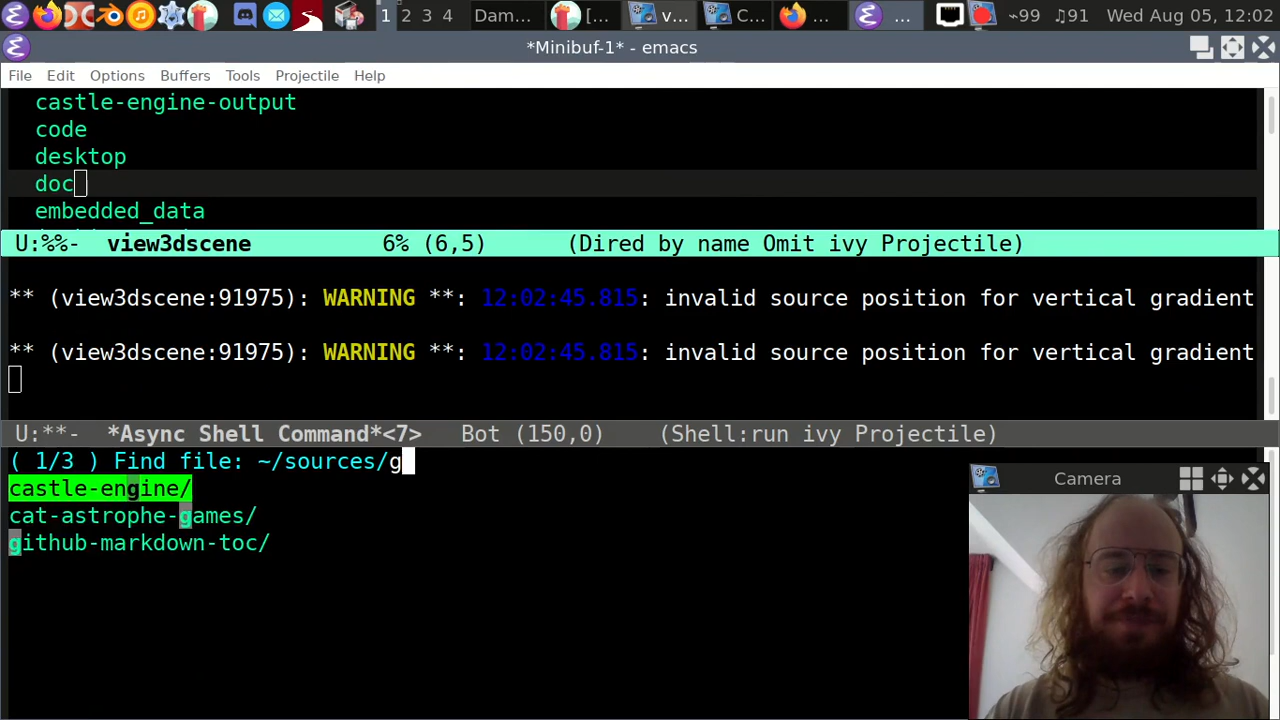 1 2 3 4 Dam... [... v... C... ... ... ⌁99 ♫91 Wed Aug 05, 12:02
*Minibuf-1* - emacs
File Edit Options Buffers Tools Projectile Help
castle-engine-output
code
desktop
doc
embedded_data
U:%%- view3dscene 6% (6,5) (Dired by name Omit ivy Projectile)
** (view3dscene:91975): WARNING **: 12:02:45.815: invalid source position for vertical gradient
** (view3dscene:91975): WARNING **: 12:02:45.815: invalid source position for vertical gradient
U:**- *Async Shell Command*<7> Bot (150,0) (Shell:run ivy Projectile)
( 1/3 ) Find file: ~/sources/g
castle-engine/
cat-astrophe-games/
github-markdown-toc/
Camera